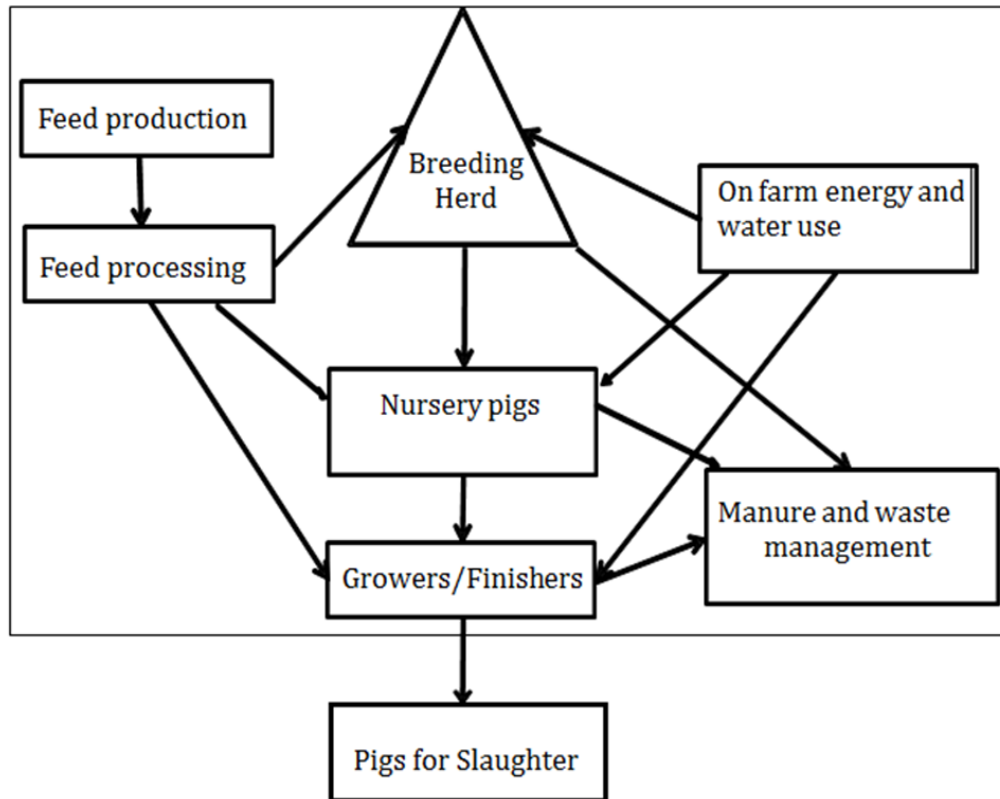 Feed production
Breeding
Herd
On farm energy and
water use
Feed processing
Nursery pigs
Manure and waste
management
Growers/Finishers
Pigs for Slaughter